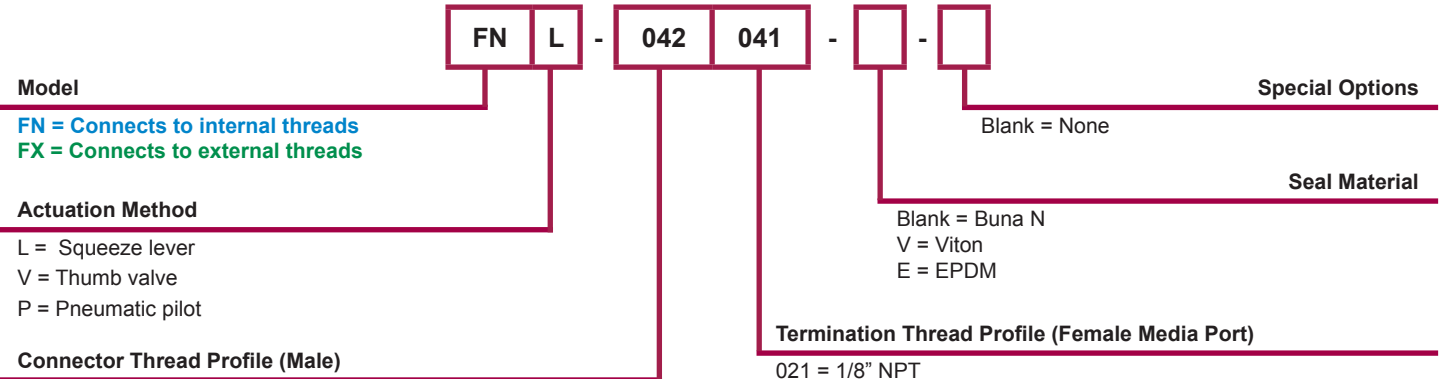 FN L - 042 041 - -
Model
FN = Connects to internal threads
FX = Connects to external threads
Actuation Method
L = Squeeze lever
V = Thumb valve
P = Pneumatic pilot
Connector Thread Profile (Male)
Special Options
Blank = None
Seal Material
Blank = Buna N
V = Viton
E = EPDM
Termination Thread Profile (Female Media Port)
021 = 1/8” NPT